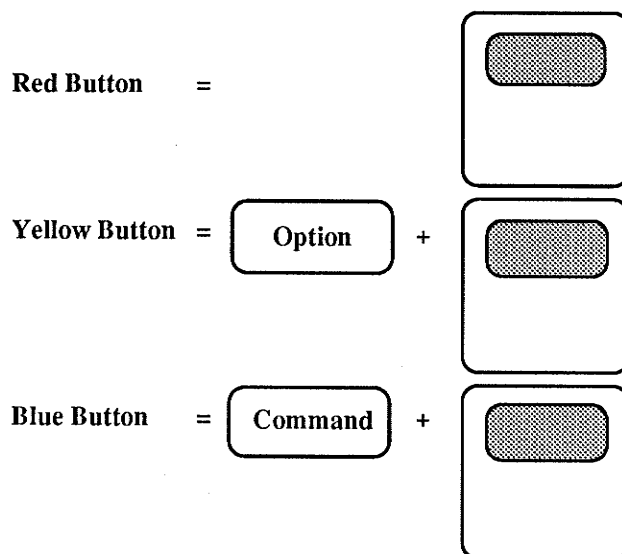 Red Button =
Yellow Button = Option +
Blue Button = Command +